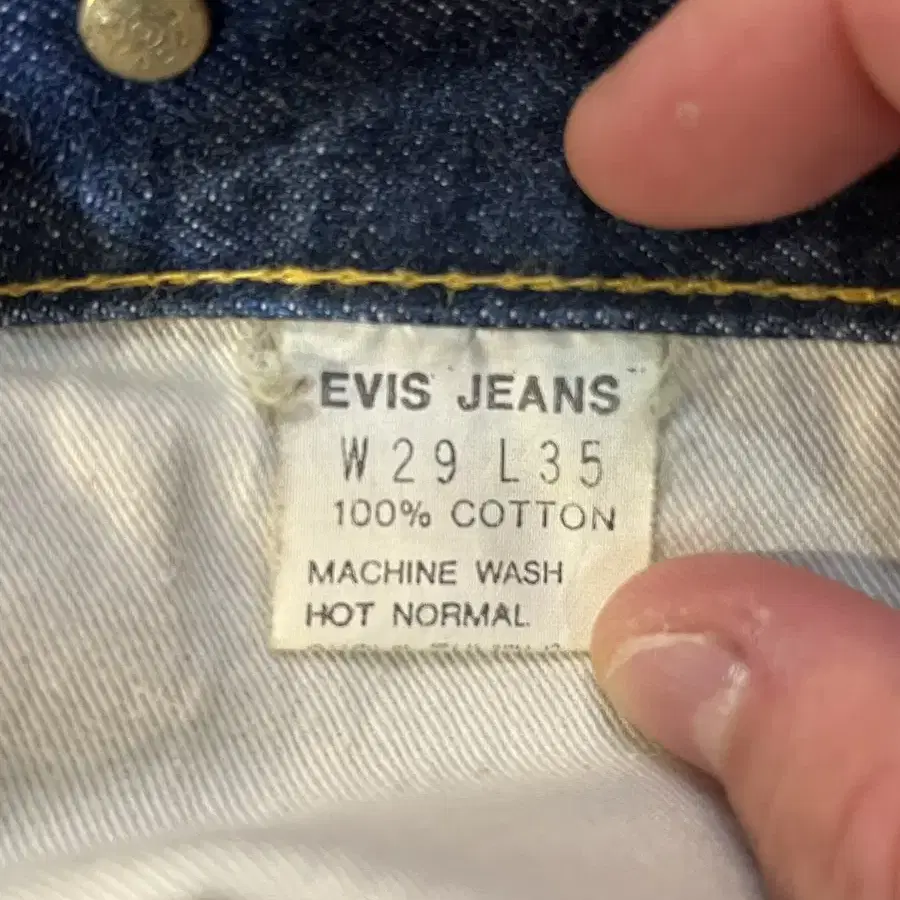 EVIS JEANS
W29 L35
100% COTTON
MACHINE WASH
HOT NORMAL